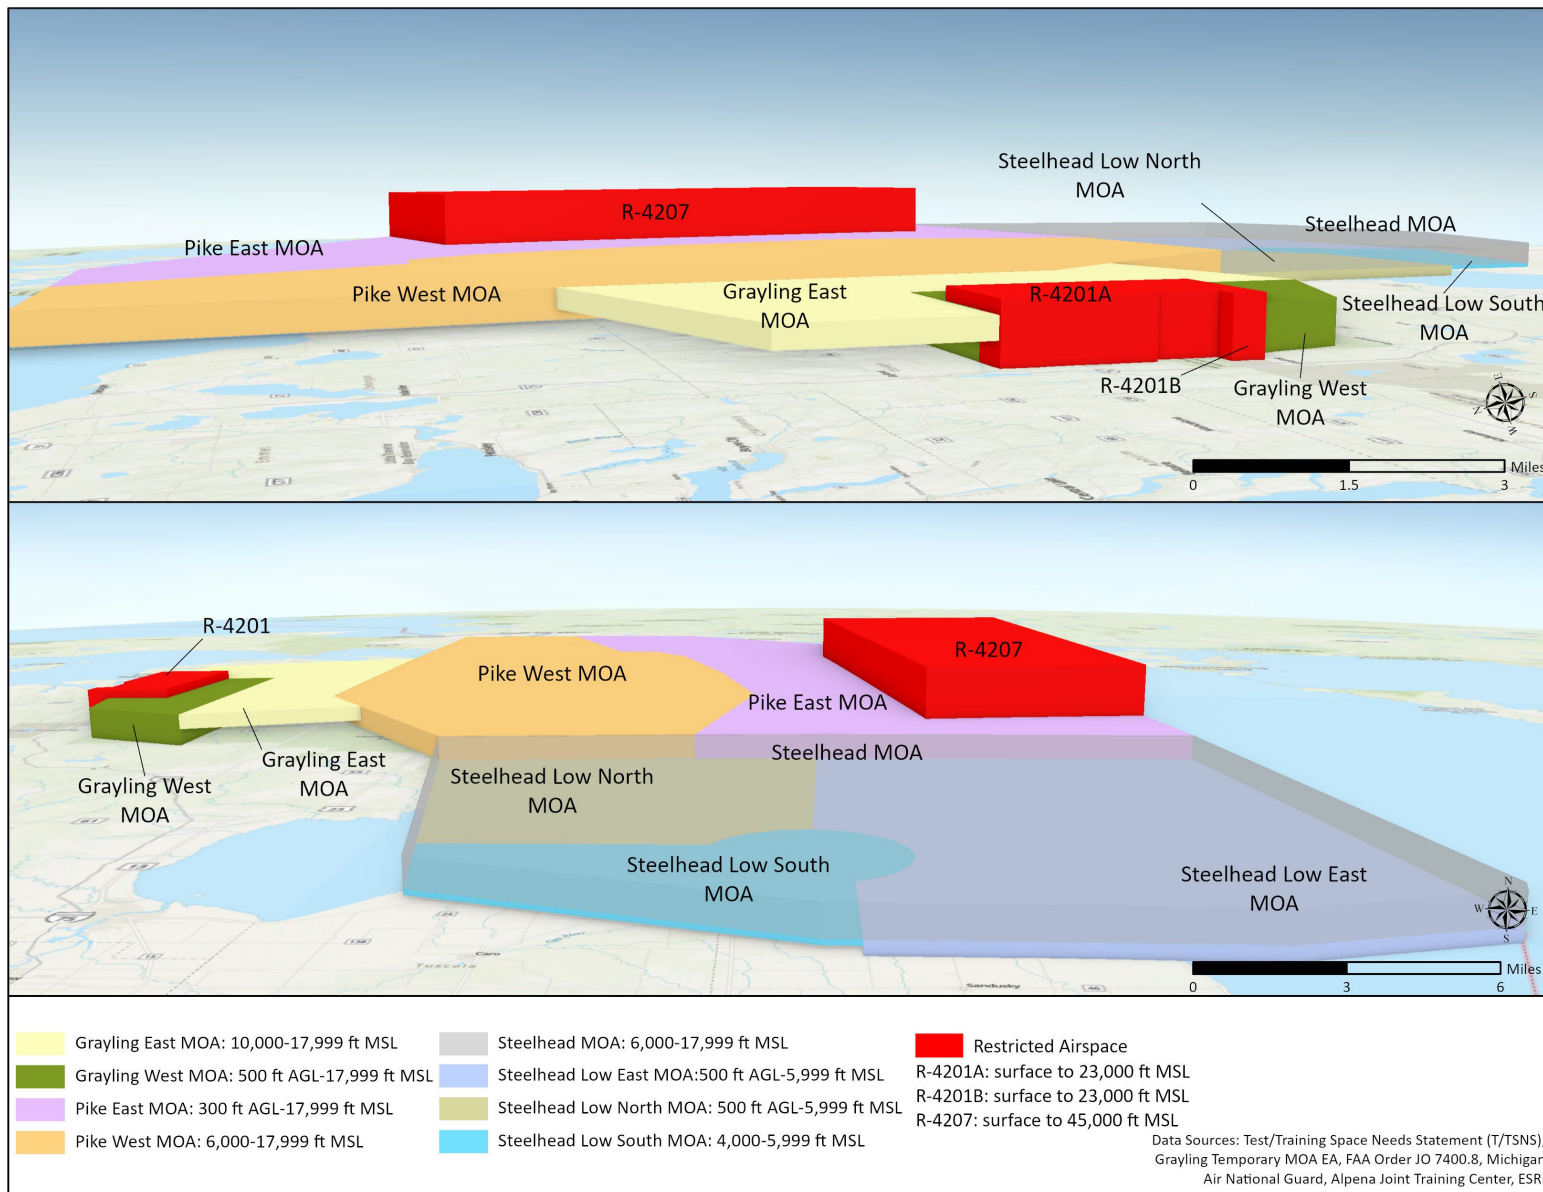 Steelhead Low North
MOA
R-4207
Steelhead MOA
Pike East MOA
Pike West MOA
Grayling East
MOA
R-4201A
Steelhead Low South
MOA
R-4201B
Grayling West
MOA
N
E
S
W
Emmet
Miles
0
1.5
3
R-4201
R-4207
Pike West MOA
Pike East MOA
Steelhead MOA
Grayling East
MOA
Grayling West
MOA
Steelhead Low North
MOA
Steelhead Low South
MOA
Steelhead Low East
MOA
N
W
E
S
75
Caro
Tuscola
Sandusky
46
Miles
0
3
6
Grayling East MOA: 10,000-17,999 ft MSL
Grayling West MOA: 500 ft AGL-17,999 ft MSL
Pike East MOA: 300 ft AGL-17,999 ft MSL
Pike West MOA: 6,000-17,999 ft MSL
Steelhead MOA: 6,000-17,999 ft MSL
Steelhead Low East MOA:500 ft AGL-5,999 ft MSL
Steelhead Low North MOA: 500 ft AGL-5,999 ft MSL
Steelhead Low South MOA: 4,000-5,999 ft MSL
Restricted Airspace
R-4201A: surface to 23,000 ft MSL
R-4201B: surface to 23,000 ft MSL
R-4207: surface to 45,000 ft MSL
Data Sources: Test/Training Space Needs Statement (T/TSNS),
Grayling Temporary MOA EA, FAA Order JO 7400.8, Michigan
Air National Guard, Alpena Joint Training Center, ESR